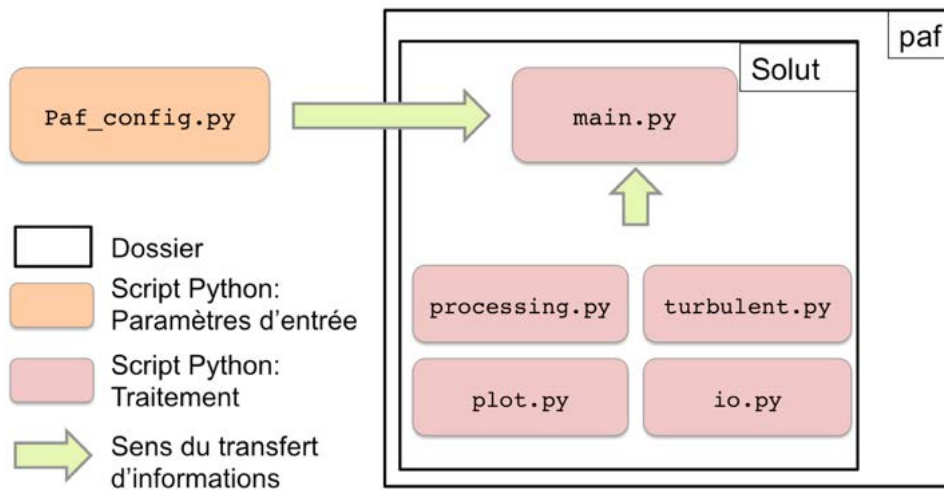 paf
Solut
Paf_config.py
main.py
Dossier
Script Python:
Paramètres d'entrée
Script Python:
Traitement
Sens du transfert
d'informations
processing.py
turbulent.py
plot.py
io.py